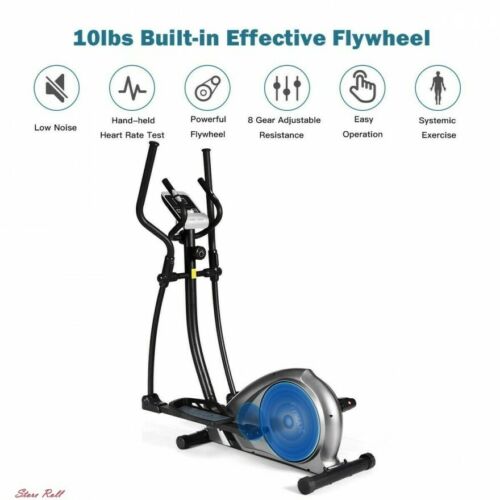 10lbs Built-in Effective Flywheel
Low Noise
Hand-held
Heart Rate Test
Powerful
Flywheel
8 Gear Adjustable
Resistance
Easy
Operation
Systemic
Exercise
Store Roll